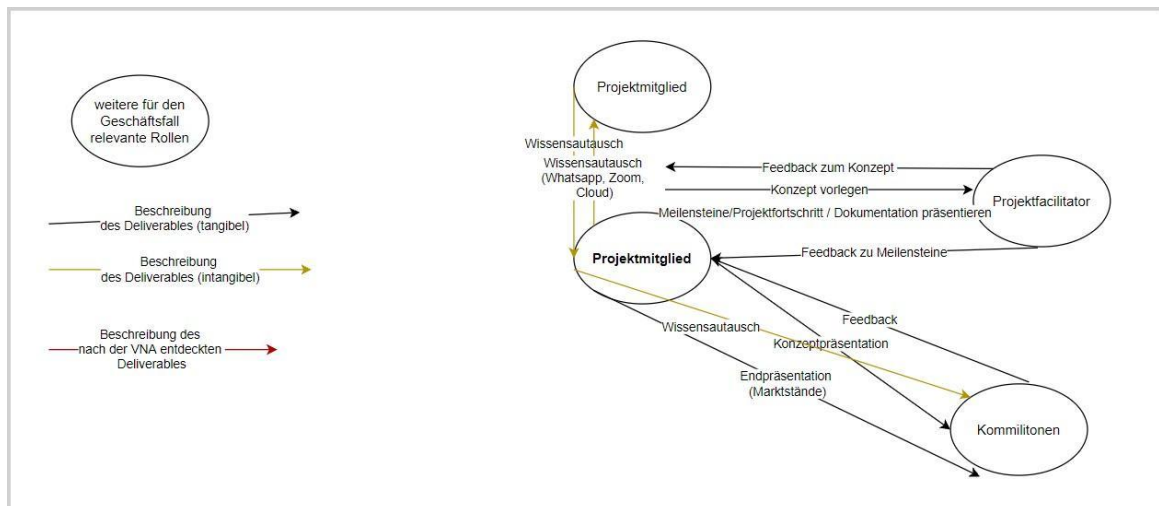 weitere für den
Geschäftsfall
relevante Rollen
Beschreibung
des Deliverables (tangibel)
Beschreibung
des Deliverables (intangibel)
Beschreibung des
nach der VNA entdeckten
Deliverables
Projektmitglied
Wissensautausch
Wissensautausch
(Whatsapp, Zoom,
Cloud)
Feedback zum Konzept
Konzept vorlegen
Projektfacilitator
Meilensteine/Projektfortschritt / Dokumentation präsentieren
Feedback zu Meilensteine
Projektmitglied
Feedback
Wissensautausch
Konzeptpräsentation
Endpräsentation
(Marktstände)
Kommilitonen